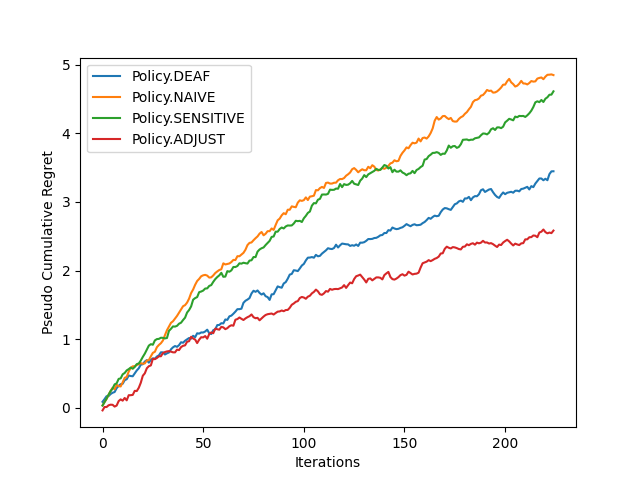 Policy.DEAF
Policy.NAIVE
Policy.SENSITIVE
Policy.ADJUST
Pseudo Cumulative Regret
5
4
3
2
1
0
0 50 100 150 200
Iterations